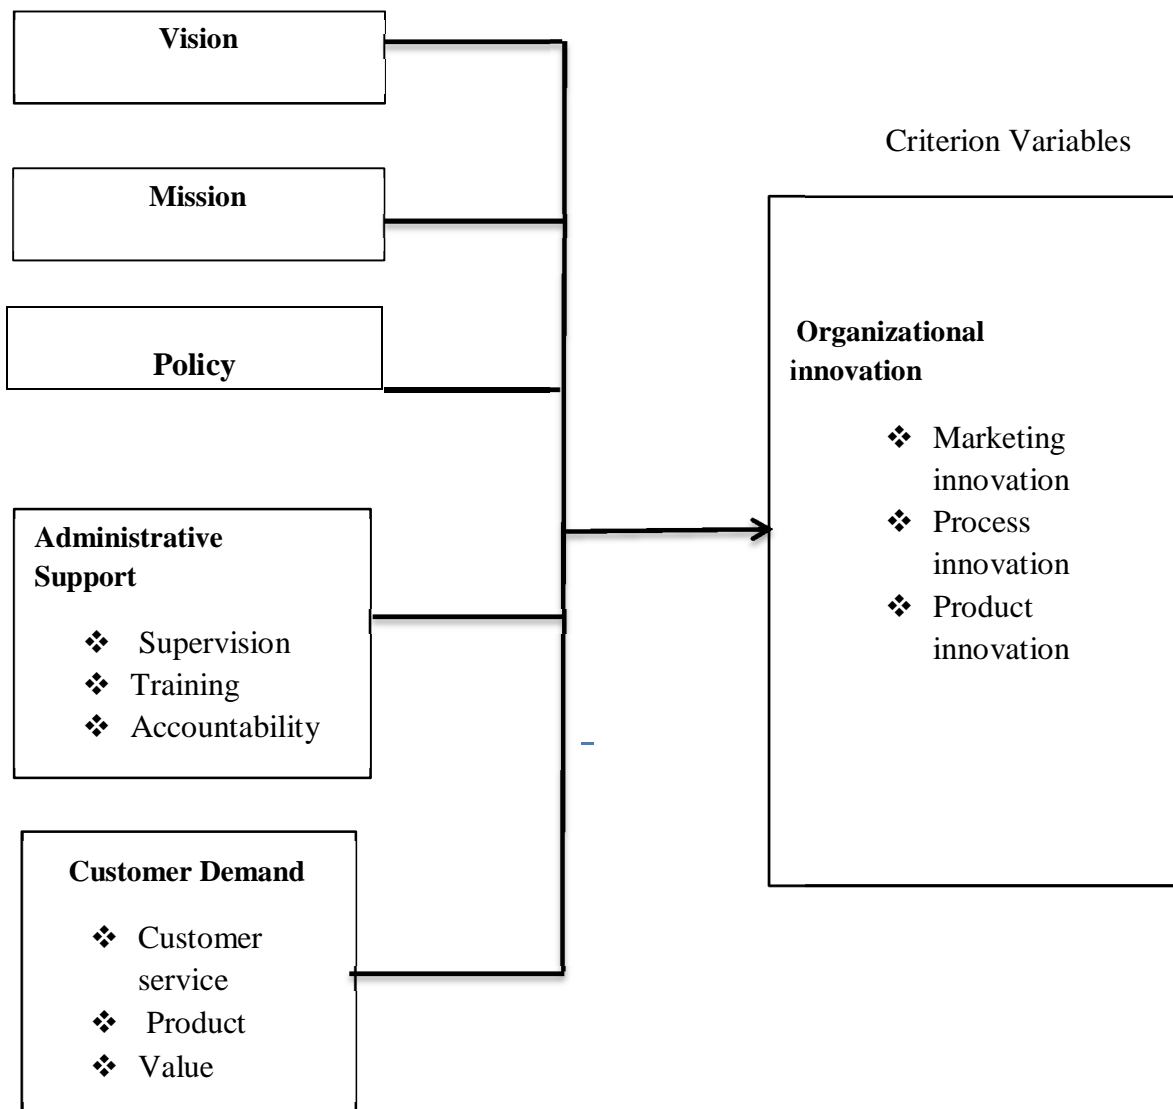 Vision
Mission
Policy
Administrative
Support
❖ Supervision
❖ Training
❖ Accountability
Customer Demand
❖ Customer
service
❖ Product
❖ Value
Criterion Variables
Organizational
innovation
❖ Marketing
innovation
❖ Process
innovation
❖ Product
innovation